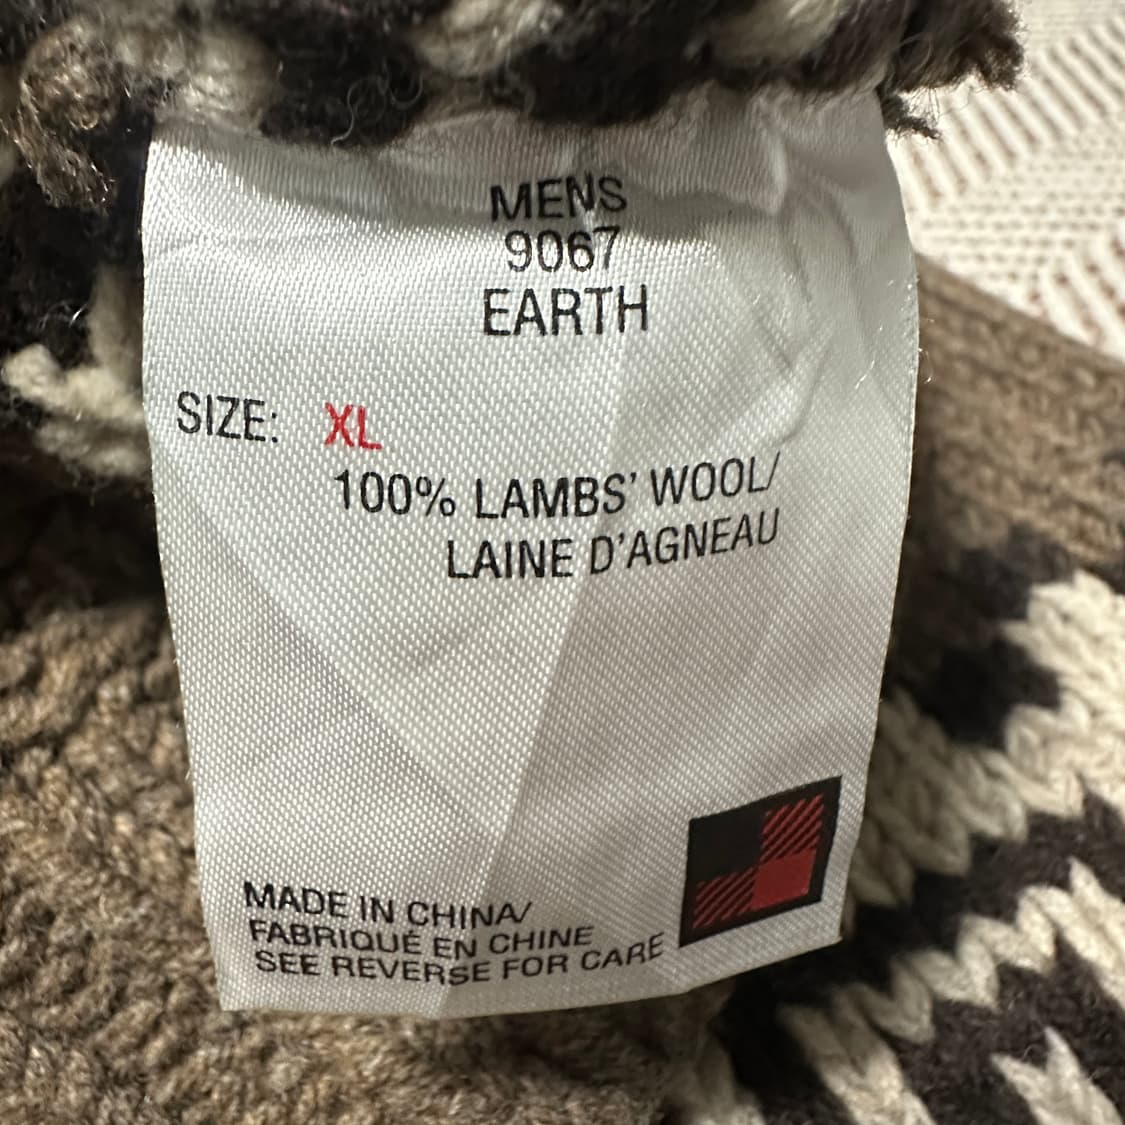 MENS
9067
EARTH
SIZE: XL
100% LAMBS' WOOL/
LAINE D'AGNEAU
MADE IN CHINA/
FABRIQUÉ EN CHINE
SEE REVERSE FOR CARE